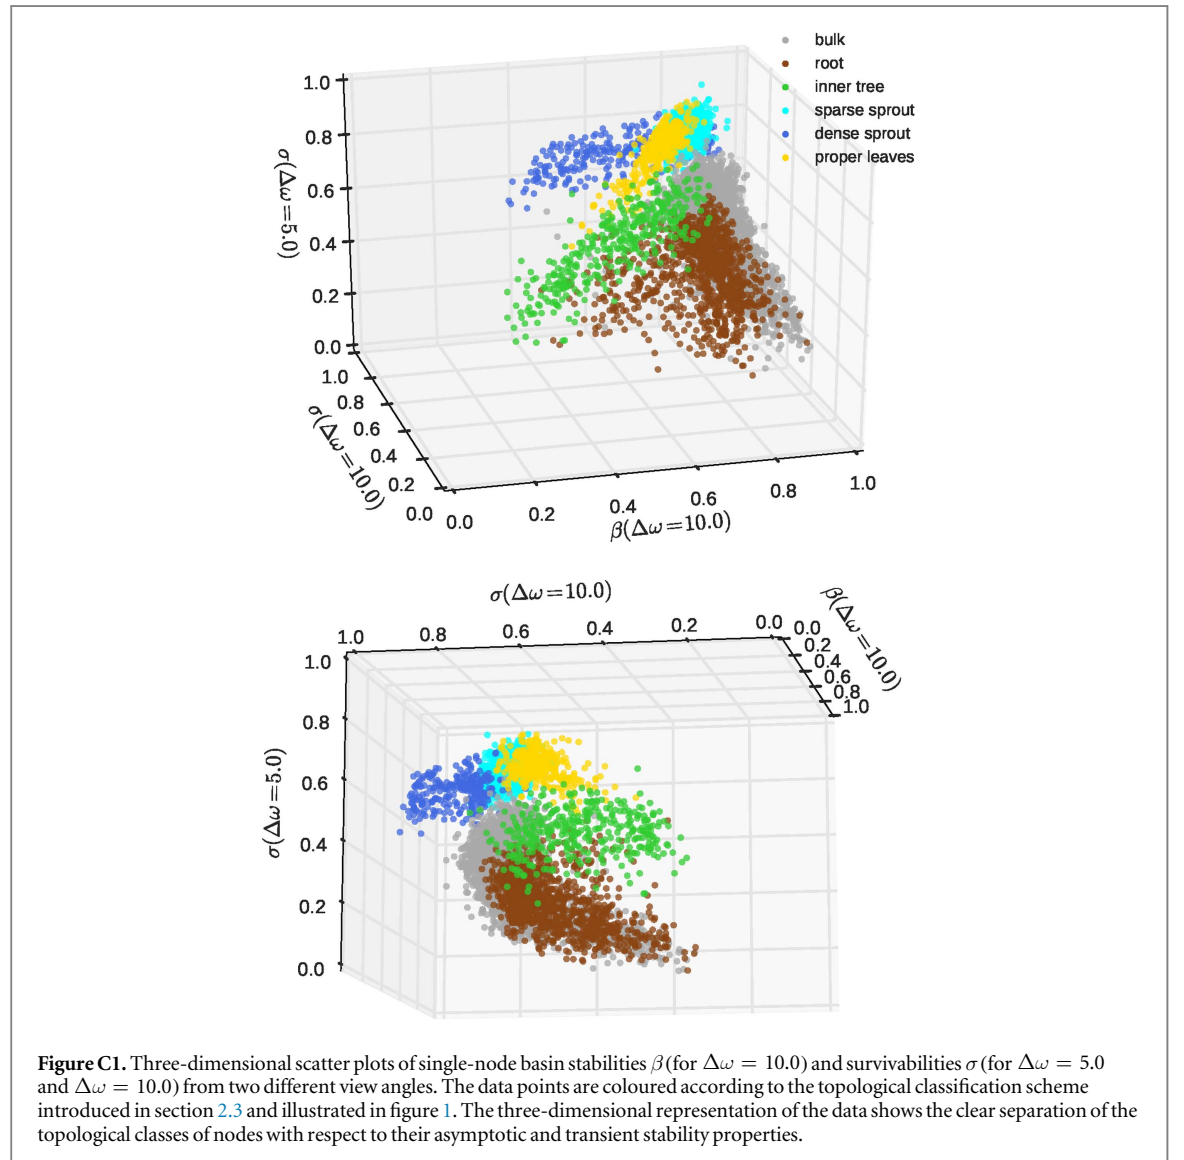 bulk
root
inner tree
sparse sprout
dense sprout
proper leaves
1.0
0.8
0.6
0.4
0.2
0.0
σ(Δω=5.0)
1.0
0.8
0.6
0.4
0.2
0.0
σ(Δω=10.0)
0.0
0.2
0.4
0.6
0.8
1.0
β(Δω=10.0)
σ(Δω=10.0)
1.0
0.8
0.6
0.4
0.2
0.0
β(Δω=10.0)
0.0
0.2
0.4
0.6
0.8
1.0
1.0
0.8
0.6
0.4
0.2
0.0
σ(Δω=5.0)
Figure C1. Three-dimensional scatter plots of single-node basin stabilities β (for Δω = 10.0) and survivabilities σ (for Δω = 5.0
and Δω = 10.0) from two different view angles. The data points are coloured according to the topological classification scheme
introduced in section 2.3 and illustrated in figure 1. The three-dimensional representation of the data shows the clear separation of the
topological classes of nodes with respect to their asymptotic and transient stability properties.